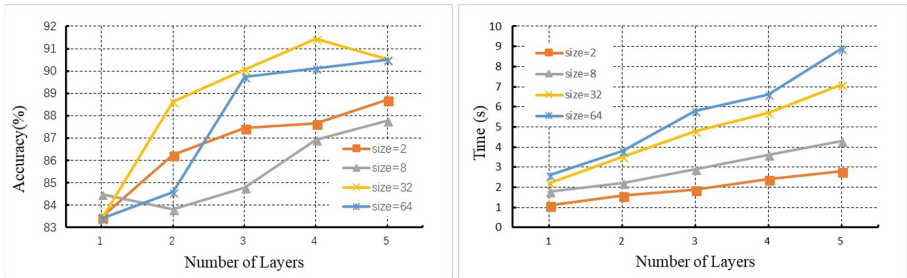 92
91
90
89
88
87
86
85
84
83
Accuracy(%)
1 2 3 4 5
Number of Layers
size=2
size=8
size=32
size=64
10
9
8
7
6
5
4
3
2
1
0
Time (s)
1 2 3 4 5
Number of Layers
size=2
size=8
size=32
size=64